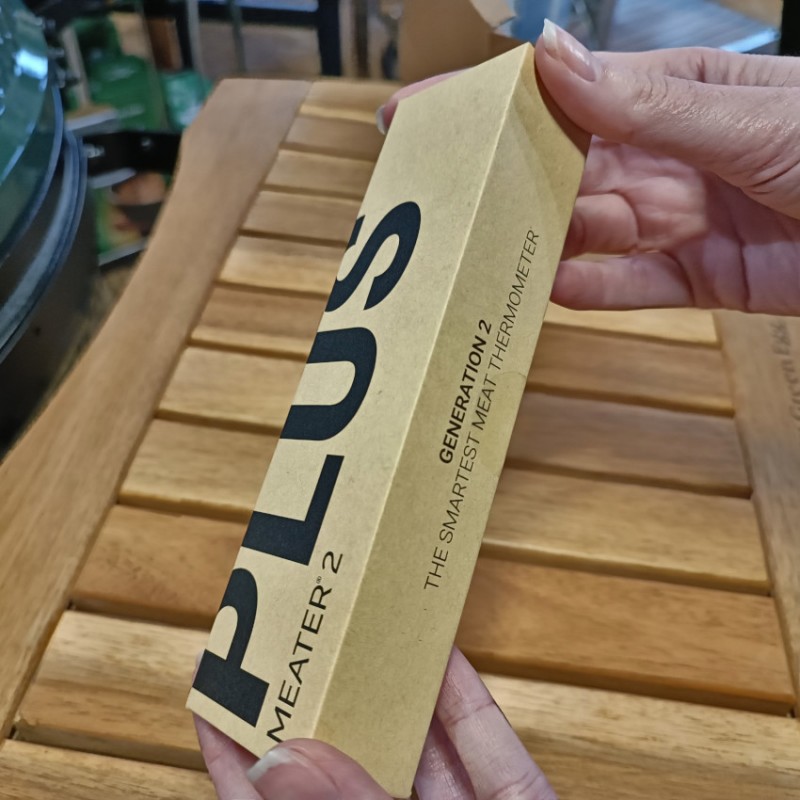 PLUS
MEATER® 2
GENERATION 2
THE SMARTEST MEAT THERMOMETER